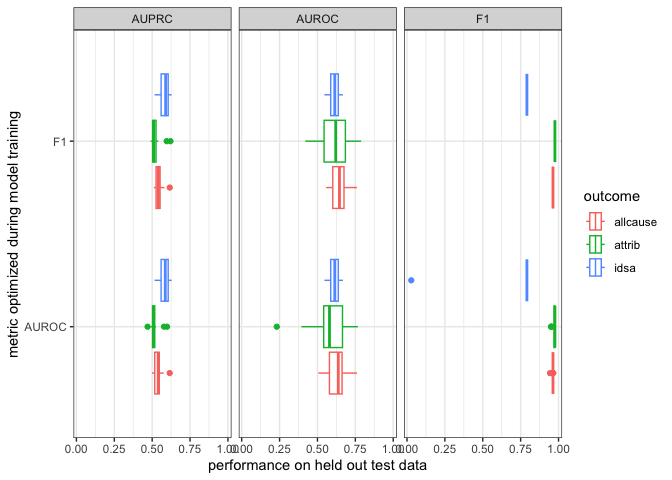 AUPRC AUROC F1
metric optimized during model training
F1
AUROC
0.00 0.25 0.50 0.75 1.00 0.00 0.25 0.50 0.75 1.00 0.00 0.25 0.50 0.75 1.00
performance on held out test data
outcome
allcause
attrib
idsa